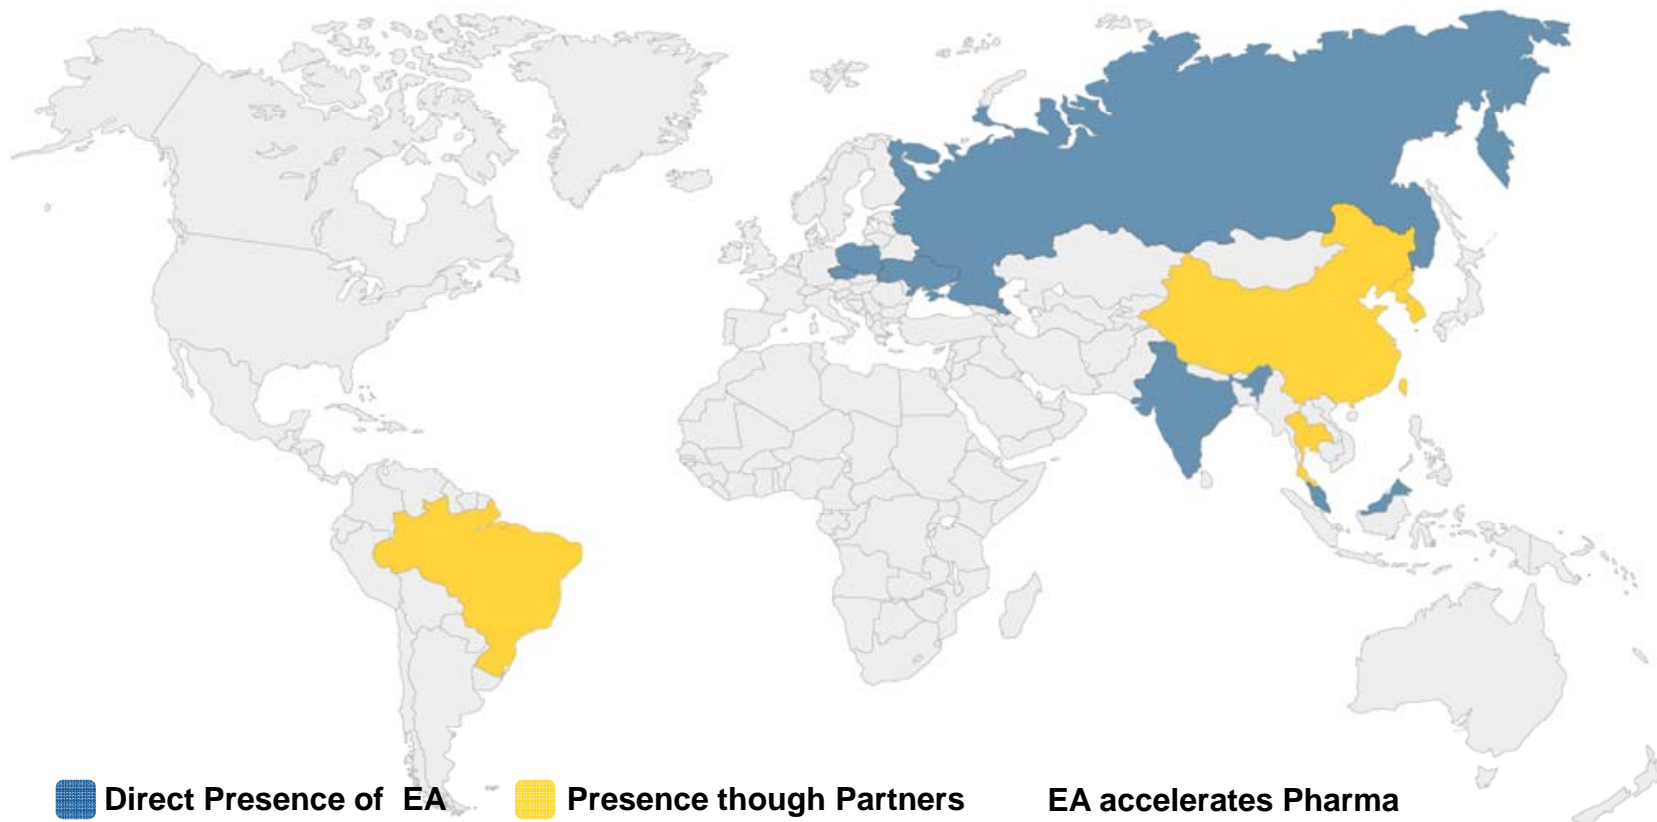 Direct Presence of EA
Presence though Partners
EA accelerates Pharma